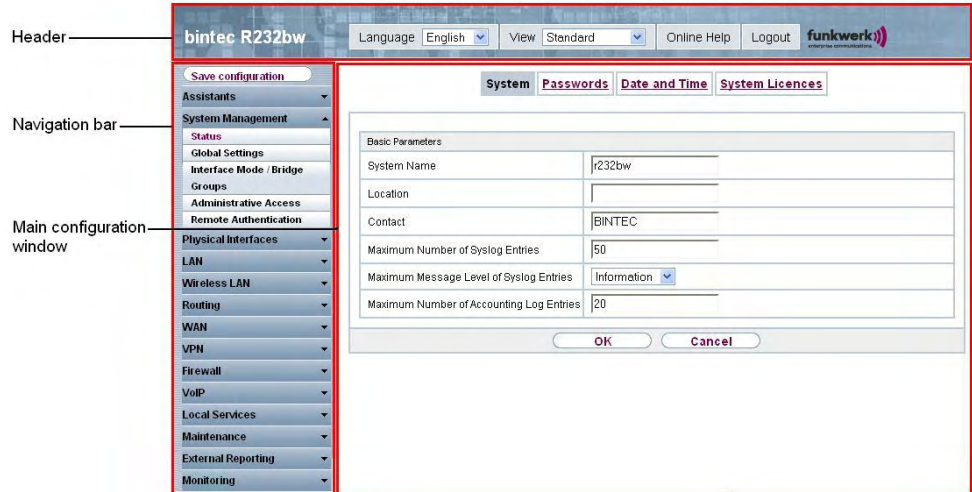 Header
bintec R232bw
Language English View Standard Online Help Logout funkwerk
enterprise communications
Navigation bar
Main configuration
window
Save configuration
Assistants
System Management
Status
Global Settings
Interface Mode / Bridge
Groups
Administrative Access
Remote Authentication
Physical Interfaces
LAN
Wireless LAN
Routing
WAN
VPN
Firewall
VoIP
Local Services
Maintenance
External Reporting
Monitoring
System Passwords Date and Time System Licences
Basic Parameters
System Name r232bw
Location
Contact BINTEC
Maximum Number of Syslog Entries 50
Maximum Message Level of Syslog Entries Information
Maximum Number of Accounting Log Entries 20
OK Cancel